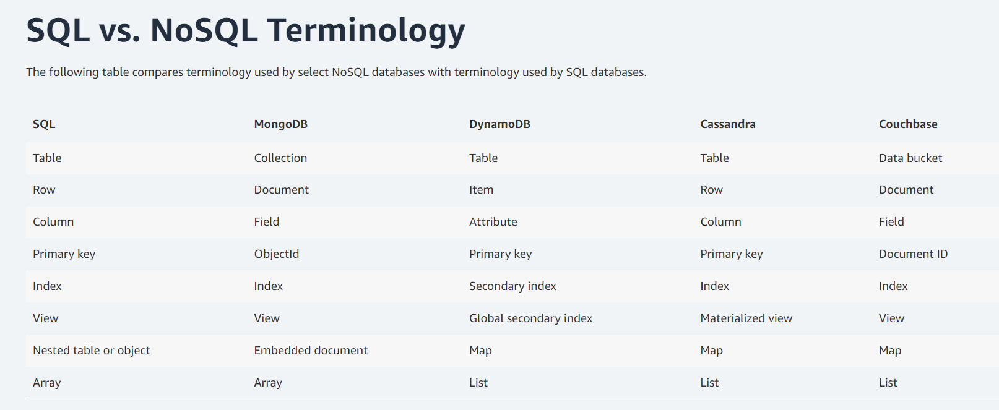 SQL vs. NoSQL Terminology
The following table compares terminology used by select NoSQL databases with terminology used by SQL databases.
SQL MongoDB DynamoDB Cassandra Couchbase
Table Collection Table Table Data bucket
Row Document Item Row Document
Column Field Attribute Column Field
Primary key ObjectId Primary key Primary key Document ID
Index Index Secondary index Index Index
View View Global secondary index Materialized view View
Nested table or object Embedded document Map Map Map
Array Array List List List